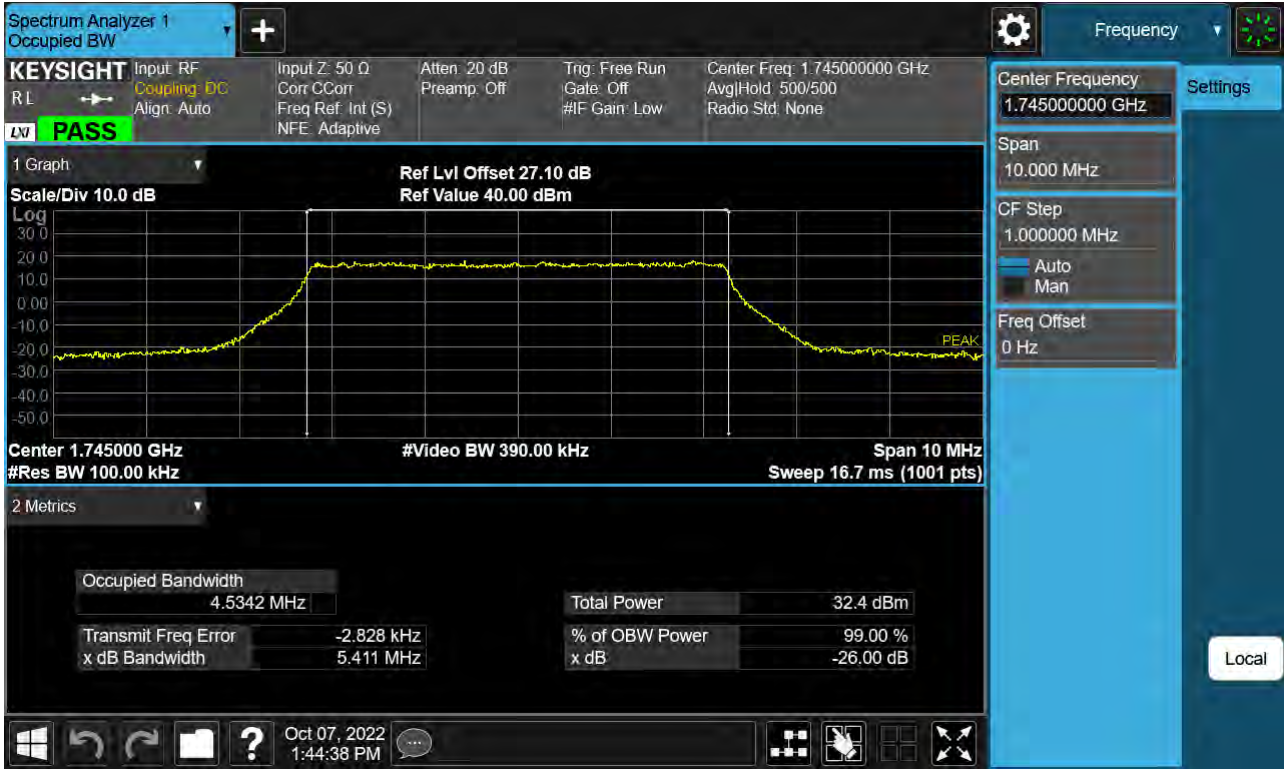 Spectrum Analyzer 1
Occupied BW
Frequency
KEYSIGHT
RL
LXI
PASS
Input: RF
Coupling: DC
Align: Auto
Input Z: 50 Ω
Corr CCorr
Freq Ref: Int (S)
NFE: Adaptive
Atten: 20 dB
Preamp: Off
Trig: Free Run
Gate: Off
#IF Gain: Low
Center Freq: 1.745000000 GHz
Avg|Hold: 500/500
Radio Std: None
1 Graph
Ref Lvl Offset 27.10 dB
Scale/Div 10.0 dB
Ref Value 40.00 dBm
Log
30.0
20.0
10.0
0.00
-10.0
-20.0
-30.0
-40.0
-50.0
PEAK
Center 1.745000 GHz
#Video BW 390.00 kHz
Span 10 MHz
#Res BW 100.00 kHz
Sweep 16.7 ms (1001 pts)
2 Metrics
Occupied Bandwidth
4.5342 MHz
Total Power 32.4 dBm
Transmit Freq Error -2.828 kHz
% of OBW Power 99.00 %
x dB Bandwidth 5.411 MHz
x dB -26.00 dB
Oct 07, 2022
1:44:38 PM
Center Frequency
1.745000000 GHz
Settings
Span
10.000 MHz
CF Step
1.000000 MHz
Auto
Man
Freq Offset
0 Hz
Local